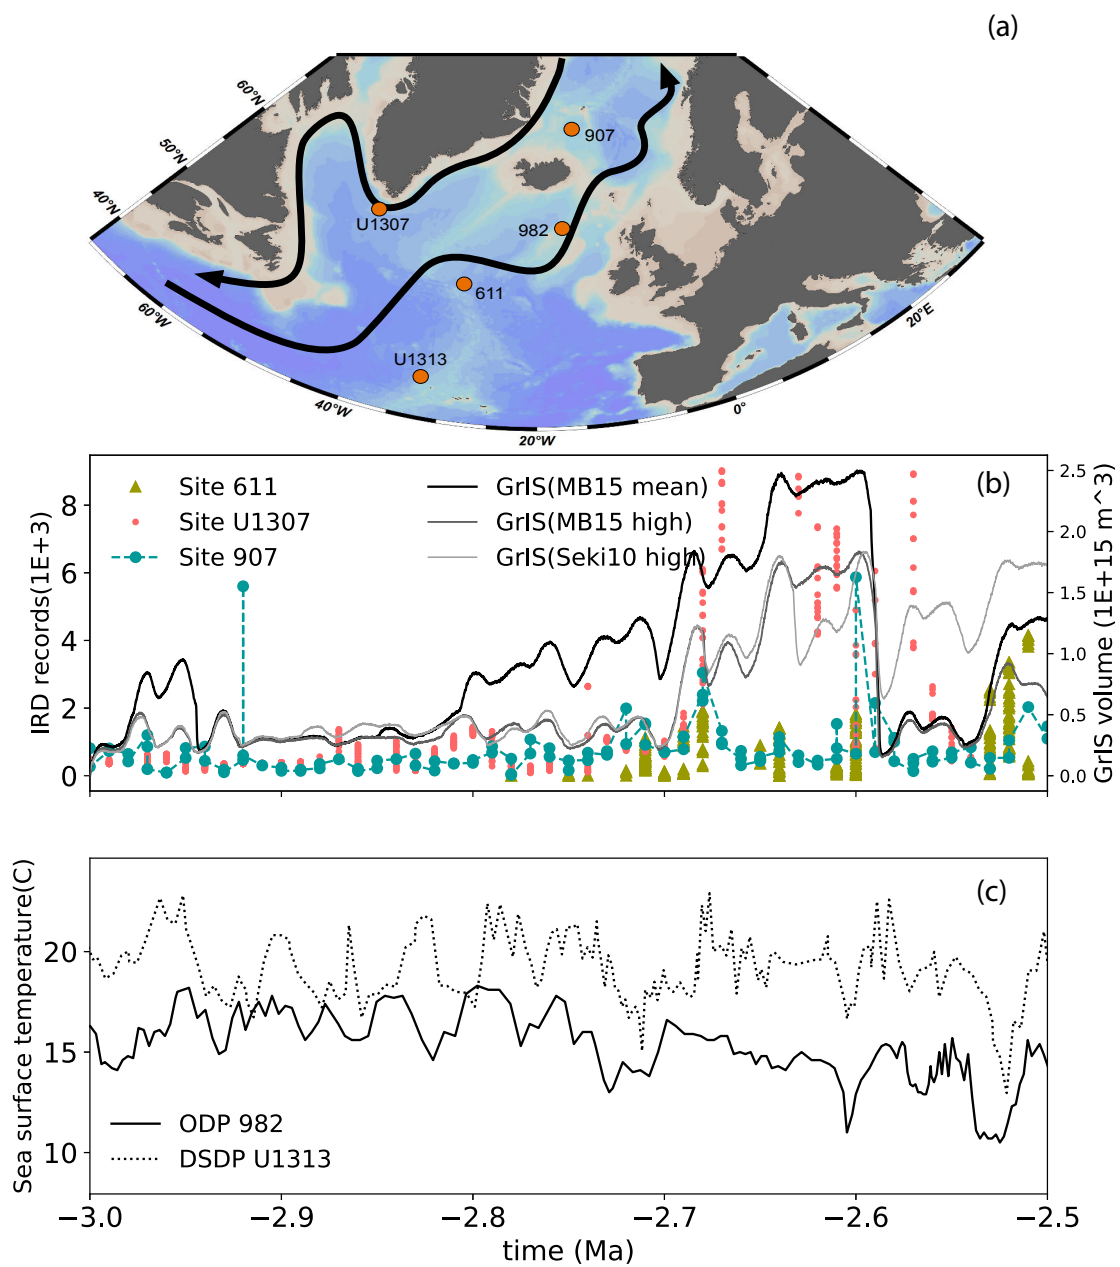 (a)
60°N
50°N
40°N
907
U1307
982
611
U1313
60°W
40°W
20°W
0°
20°E
(b)
IRD records(1E+3)
8
6
4
2
0
Site 611
Site U1307
Site 907
GrIS(MB15 mean)
GrIS(MB15 high)
GrIS(Seki10 high)
2.5
2.0
1.5
1.0
0.5
0.0
GrIS volume (1E+15 m^3)
(c)
Sea surface temperature(C)
20
15
10
ODP 982
DSDP U1313
−3.0
−2.9
−2.8
−2.7
−2.6
−2.5
time (Ma)